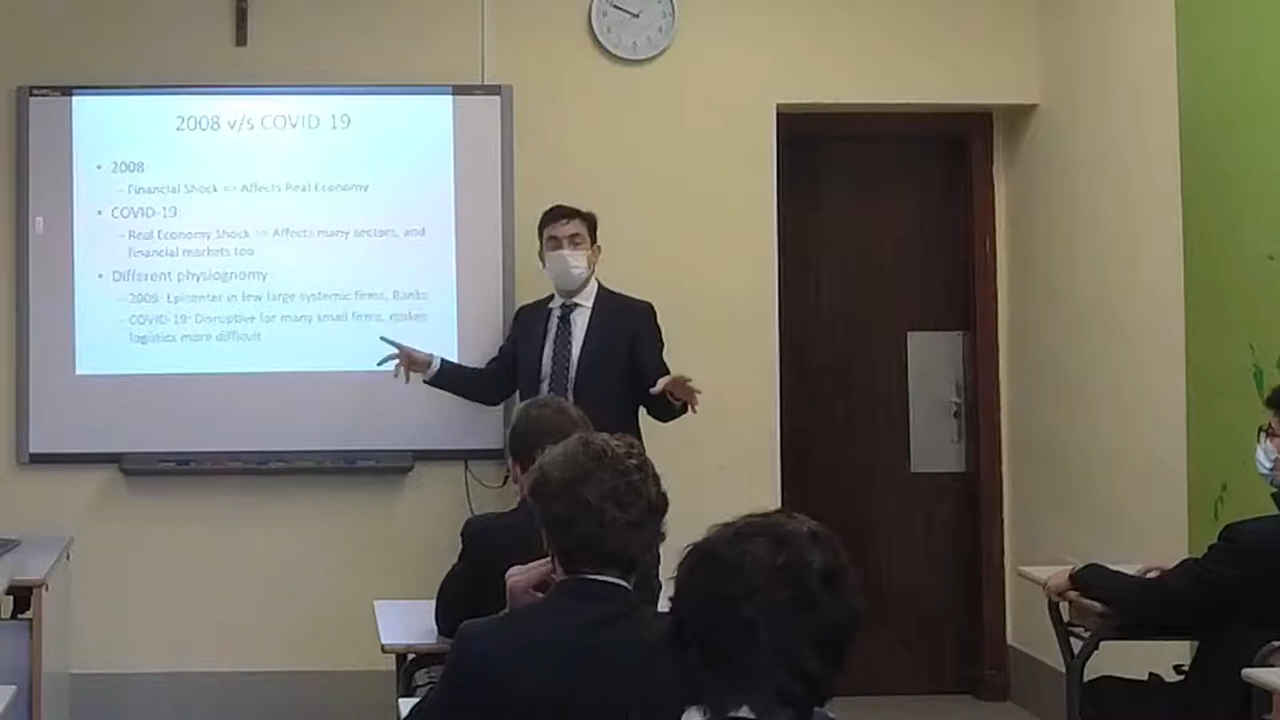 2008 v/s COVID 19
• 2008
– Financial Shock => Affects Real Economy
• COVID-19
– Real Economy Shock => Affects many sectors, and
financial markets too
• Different physiognomy
– 2008: Epicenter in few large systemic firms, Banks
– COVID-19: Disruptive for many small firms, makes
logistics more difficult